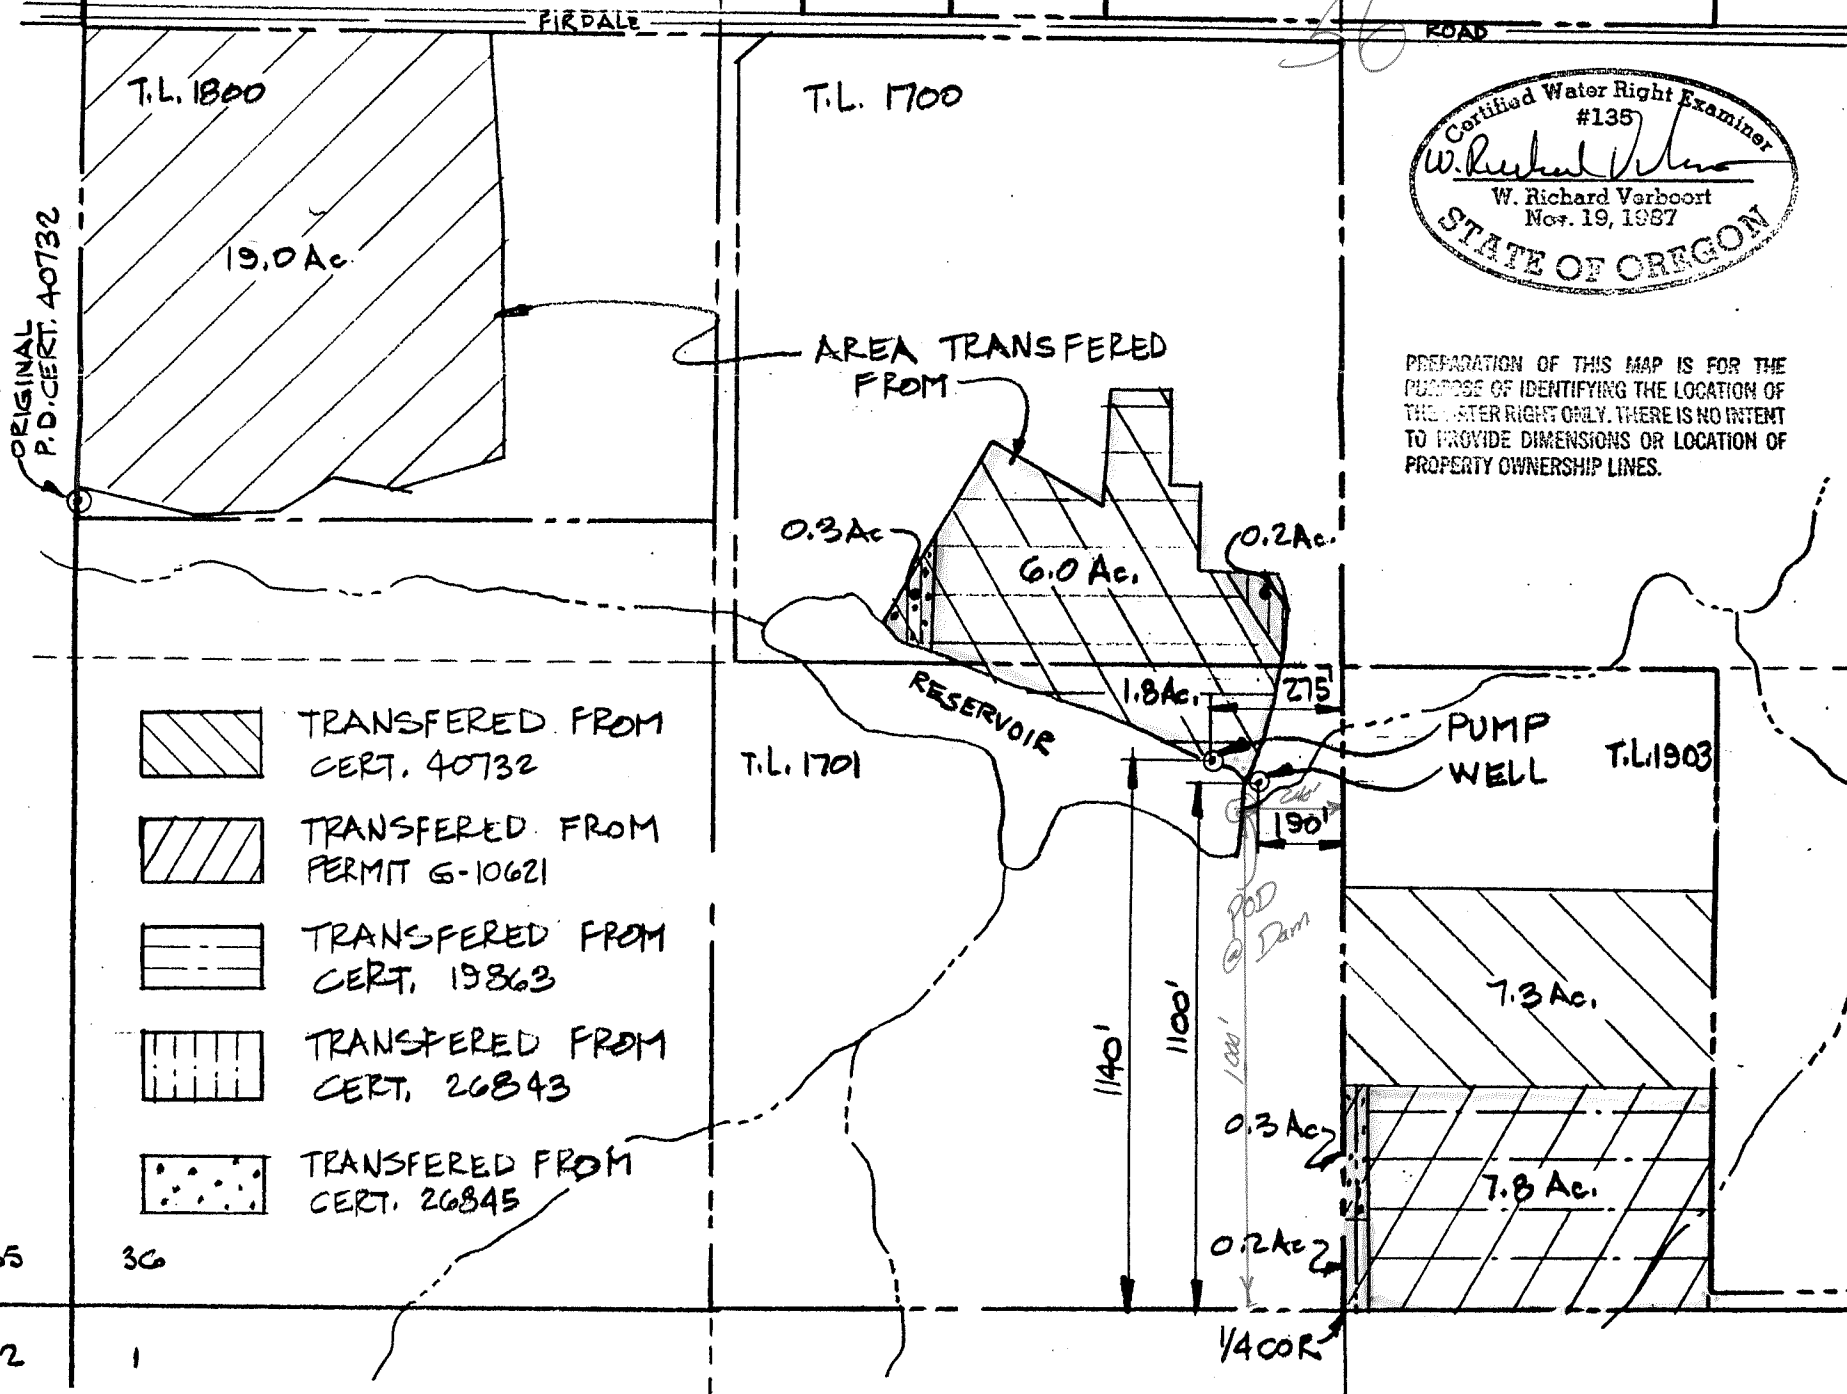 FIRDALE
ROAD
56
T.L. 1800
T.L. 1700
Certified Water Right Examiner
#135
W. Richard Verboort
Nov. 19, 1987
STATE OF OREGON
19.0 Ac.
ORIGINAL
P.D. CERT. 40732
AREA TRANSFERED
FROM
PREPARATION OF THIS MAP IS FOR THE
PURPOSE OF IDENTIFYING THE LOCATION OF
THE WATER RIGHT ONLY. THERE IS NO INTENT
TO PROVIDE DIMENSIONS OR LOCATION OF
PROPERTY OWNERSHIP LINES.
0.3 Ac
0.2 Ac.
6.0 Ac.
1.8 Ac.
275'
RESERVOIR
PUMP
WELL
T.L. 1903
T.L. 1701
190'
POD
@ Dam
1140'
1100'
1000'
TRANSFERED FROM
CERT. 40732
TRANSFERED FROM
PERMIT G-10621
TRANSFERED FROM
CERT. 19863
TRANSFERED FROM
CERT. 26843
TRANSFERED FROM
CERT. 26845
7.3 Ac.
0.3 Ac
7.8 Ac.
0.2 Ac
36
1
1/4 COR.